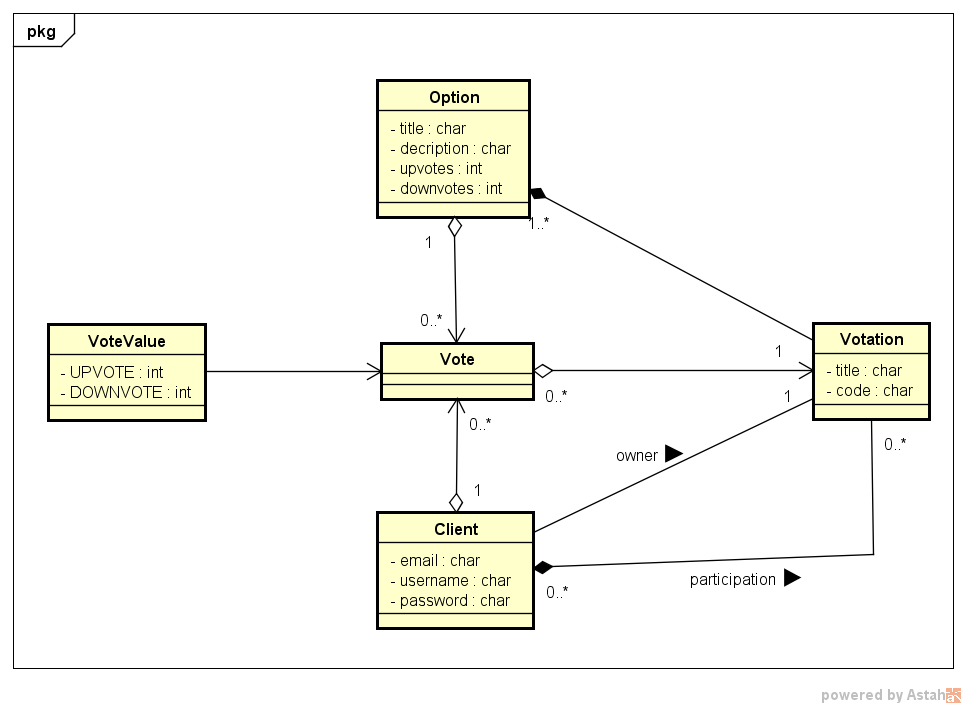 pkg
Option
- title : char
- decription : char
- upvotes : int
- downvotes : int
1..*
1
0..*
VoteValue
- UPVOTE : int
- DOWNVOTE : int
Vote
Votation
- title : char
- code : char
1
0..*
1
0..*
0..*
owner
1
Client
- email : char
- username : char
- password : char
0..*
participation
powered by Astah